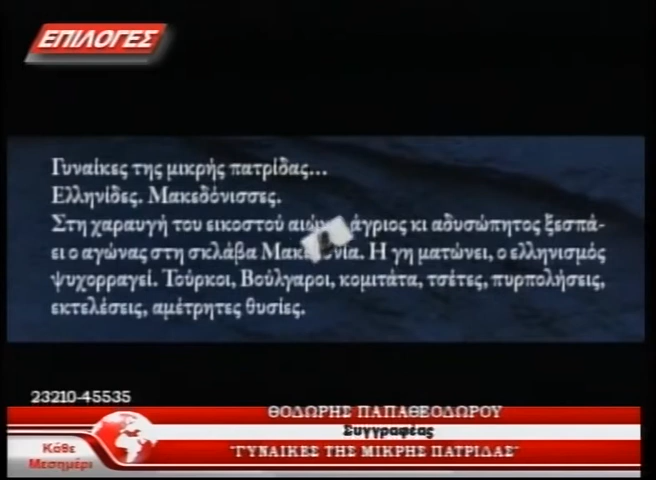 ΕΠΙΛΟΓΕΣ
Γυναίκες της μικρής πατρίδας...
Ελληνίδες. Μακεδόνισσες.
Στη χαραυγή του εικοστού άγριος κι αδυσώπητος ξεσπά-
ει ο αγώνας στη σκλάβα Η γη ματώνει, ο ελληνισμός
ψυχορραγεί. Τούρκοι, Βούλγαροι, κομιτάτα, τσέτες, πυρπολήσεις,
εκτελέσεις, αμέτρητες θυσίες.
23210-45535
ΘΟΔΩΡΗΣ ΠΑΠΑΘΕΟΔΩΡΟΥ
Συγγραφέας
"ΓΥΝΑΙΚΕΣ ΤΗΣ ΜΙΚΡΗΣ ΠΑΤΡΙΔΑΣ"
Κάθε
Μεσημέρι